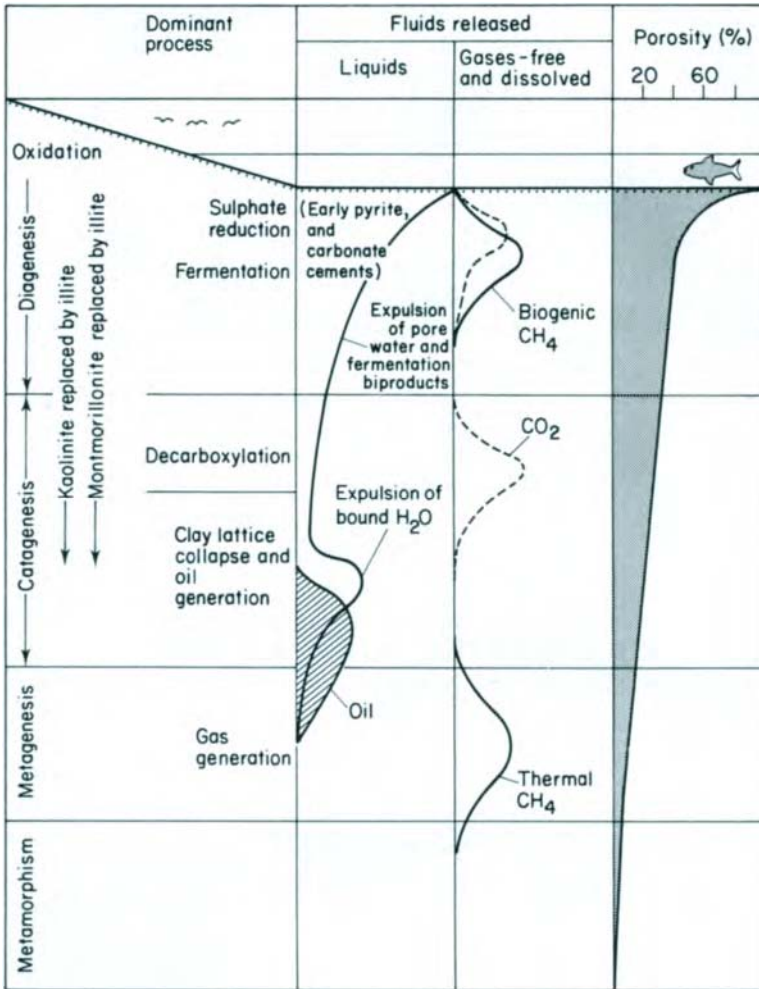 Dominant
process
Fluids released
Liquids
Gases-free
and dissolved
Porosity (%)
20 60
Oxidation
Sulphate
reduction
Fermentation
(Early pyrite,
and
carbonate
cements)
Expulsion
of pore
water and
fermentation
biproducts
Biogenic
CH4
Decarboxylation
CO2
Expulsion of
bound H2O
Clay lattice
collapse and
oil
generation
Oil
Gas
generation
Thermal
CH4
Diagenesis
Catagenesis
Metagenesis
Metamorphism
Kaolinite replaced by illite
Montmorillonite replaced by illite